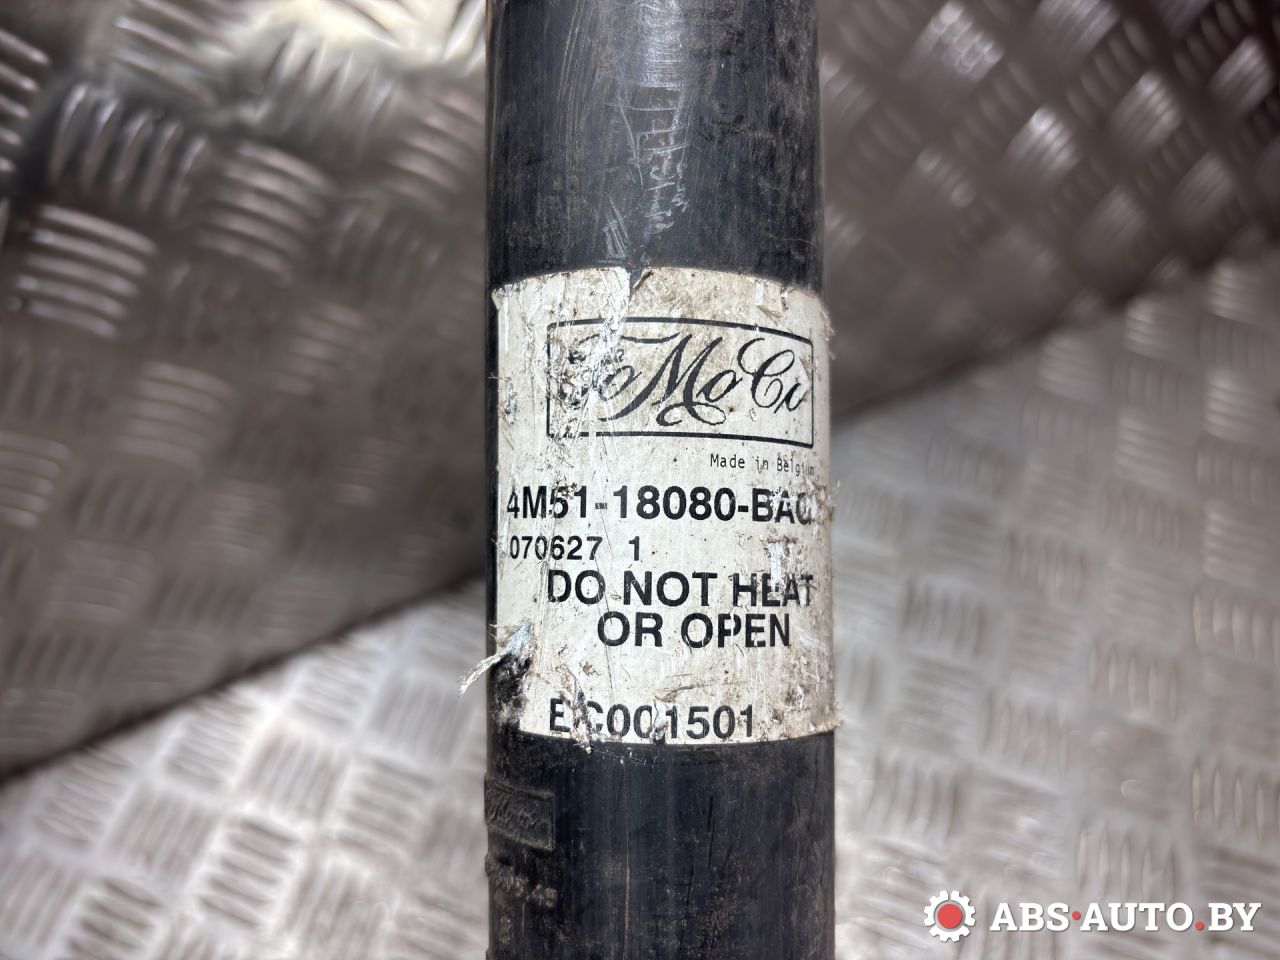 FoMoCo
Made in Belgium
4M51-18080-BAC
070627 1
DO NOT HEAT
OR OPEN
EC001501
ABS-AUTO.BY